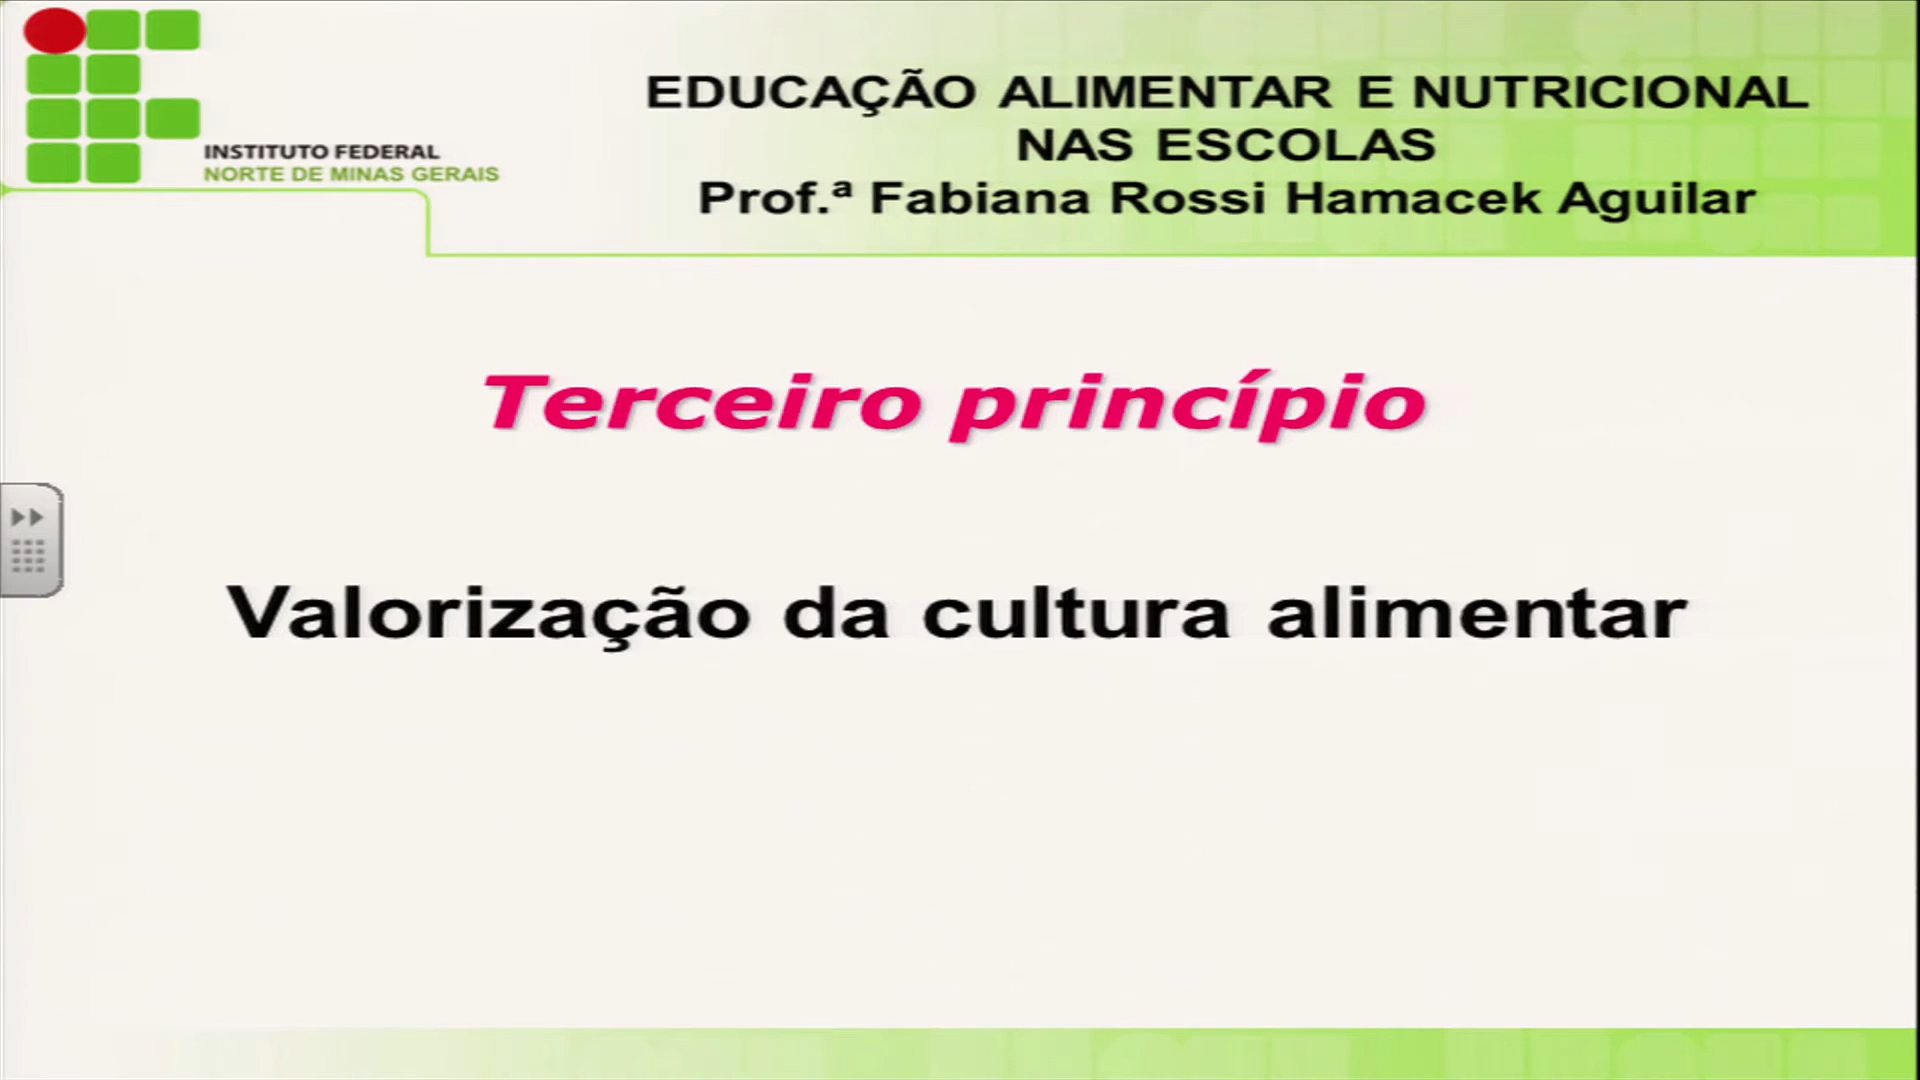 INSTITUTO FEDERAL
NORTE DE MINAS GERAIS
EDUCAÇÃO ALIMENTAR E NUTRICIONAL
NAS ESCOLAS
Prof.ª Fabiana Rossi Hamacek Aguilar
Terceiro princípio
Valorização da cultura alimentar